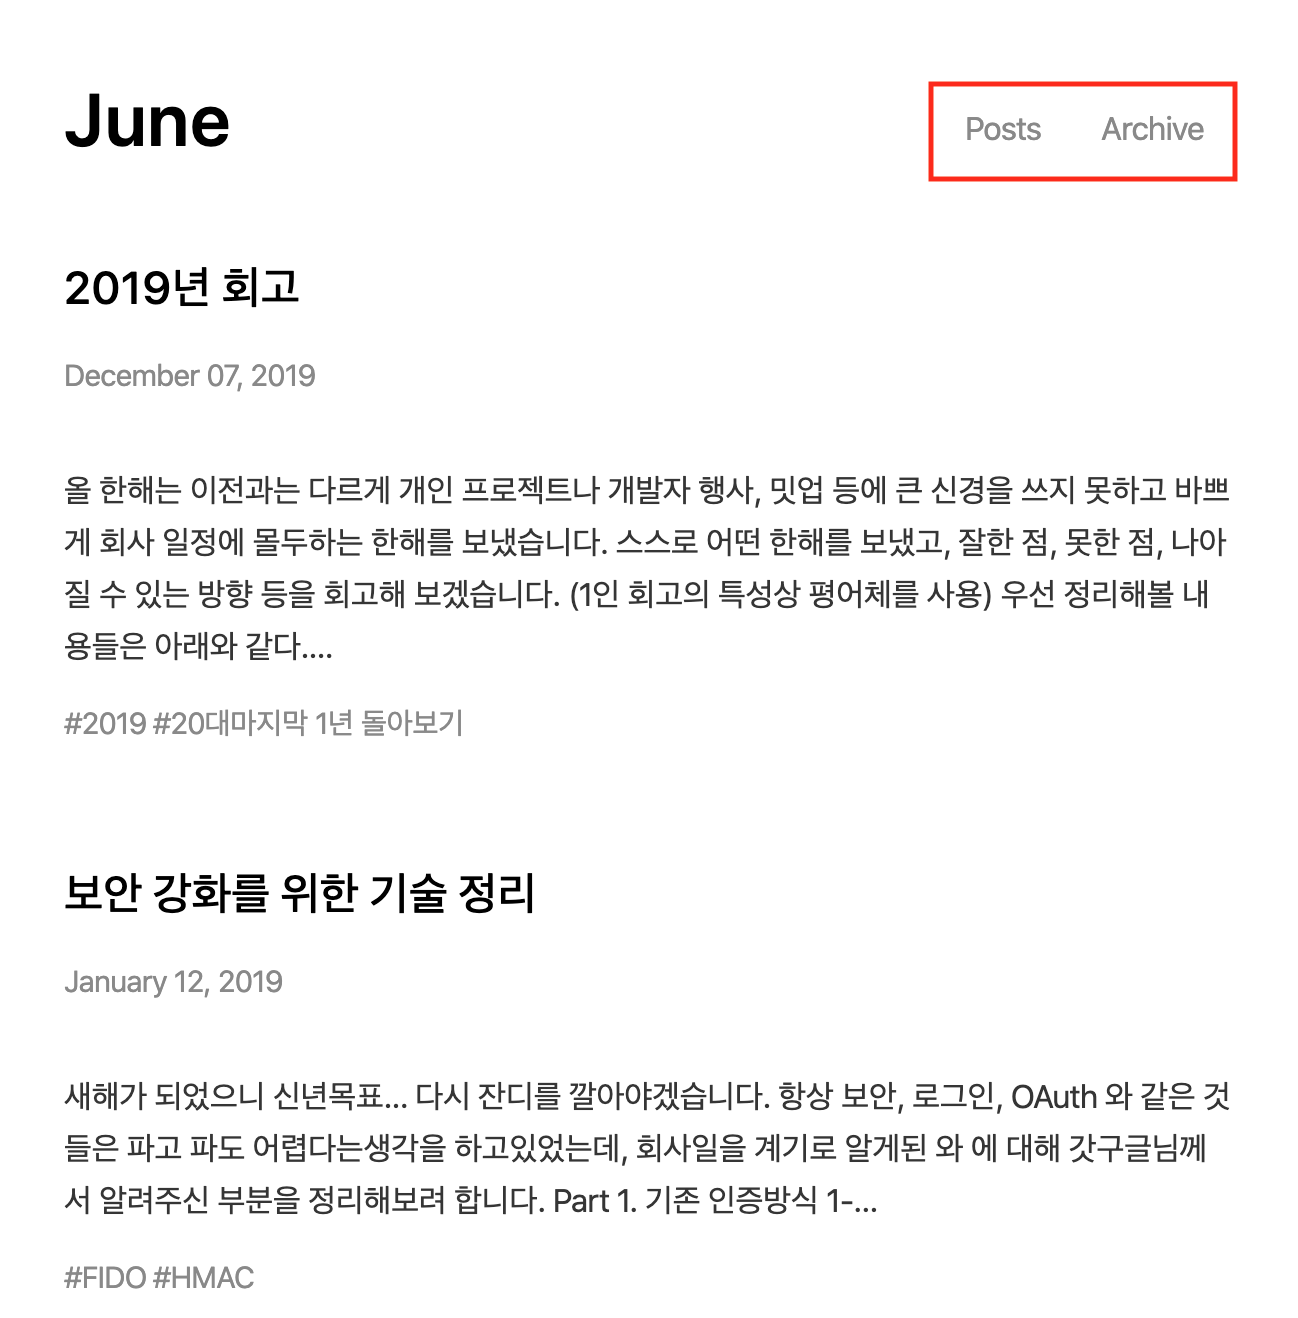 June
Posts Archive
2019년 회고
December 07, 2019
올 한해는 이전과는 다르게 개인 프로젝트나 개발자 행사, 밋업 등에 큰 신경을 쓰지 못하고 바쁘
게 회사 일정에 몰두하는 한해를 보냈습니다. 스스로 어떤 한해를 보냈고, 잘한 점, 못한 점, 나아
질 수 있는 방향 등을 회고해 보겠습니다. (1인 회고의 특성상 평어체를 사용) 우선 정리해볼 내
용들은 아래와 같다....
#2019 #20대마지막 1년 돌아보기
보안 강화를 위한 기술 정리
January 12, 2019
새해가 되었으니 신년목표... 다시 잔디를 깔아야겠습니다. 항상 보안, 로그인, OAuth 와 같은 것
들은 파고 파도 어렵다는생각을 하고있었는데, 회사일을 계기로 알게된 와 에 대해 갓구글님께
서 알려주신 부분을 정리해보려 합니다. Part 1. 기존 인증방식 1-...
#FIDO #HMAC